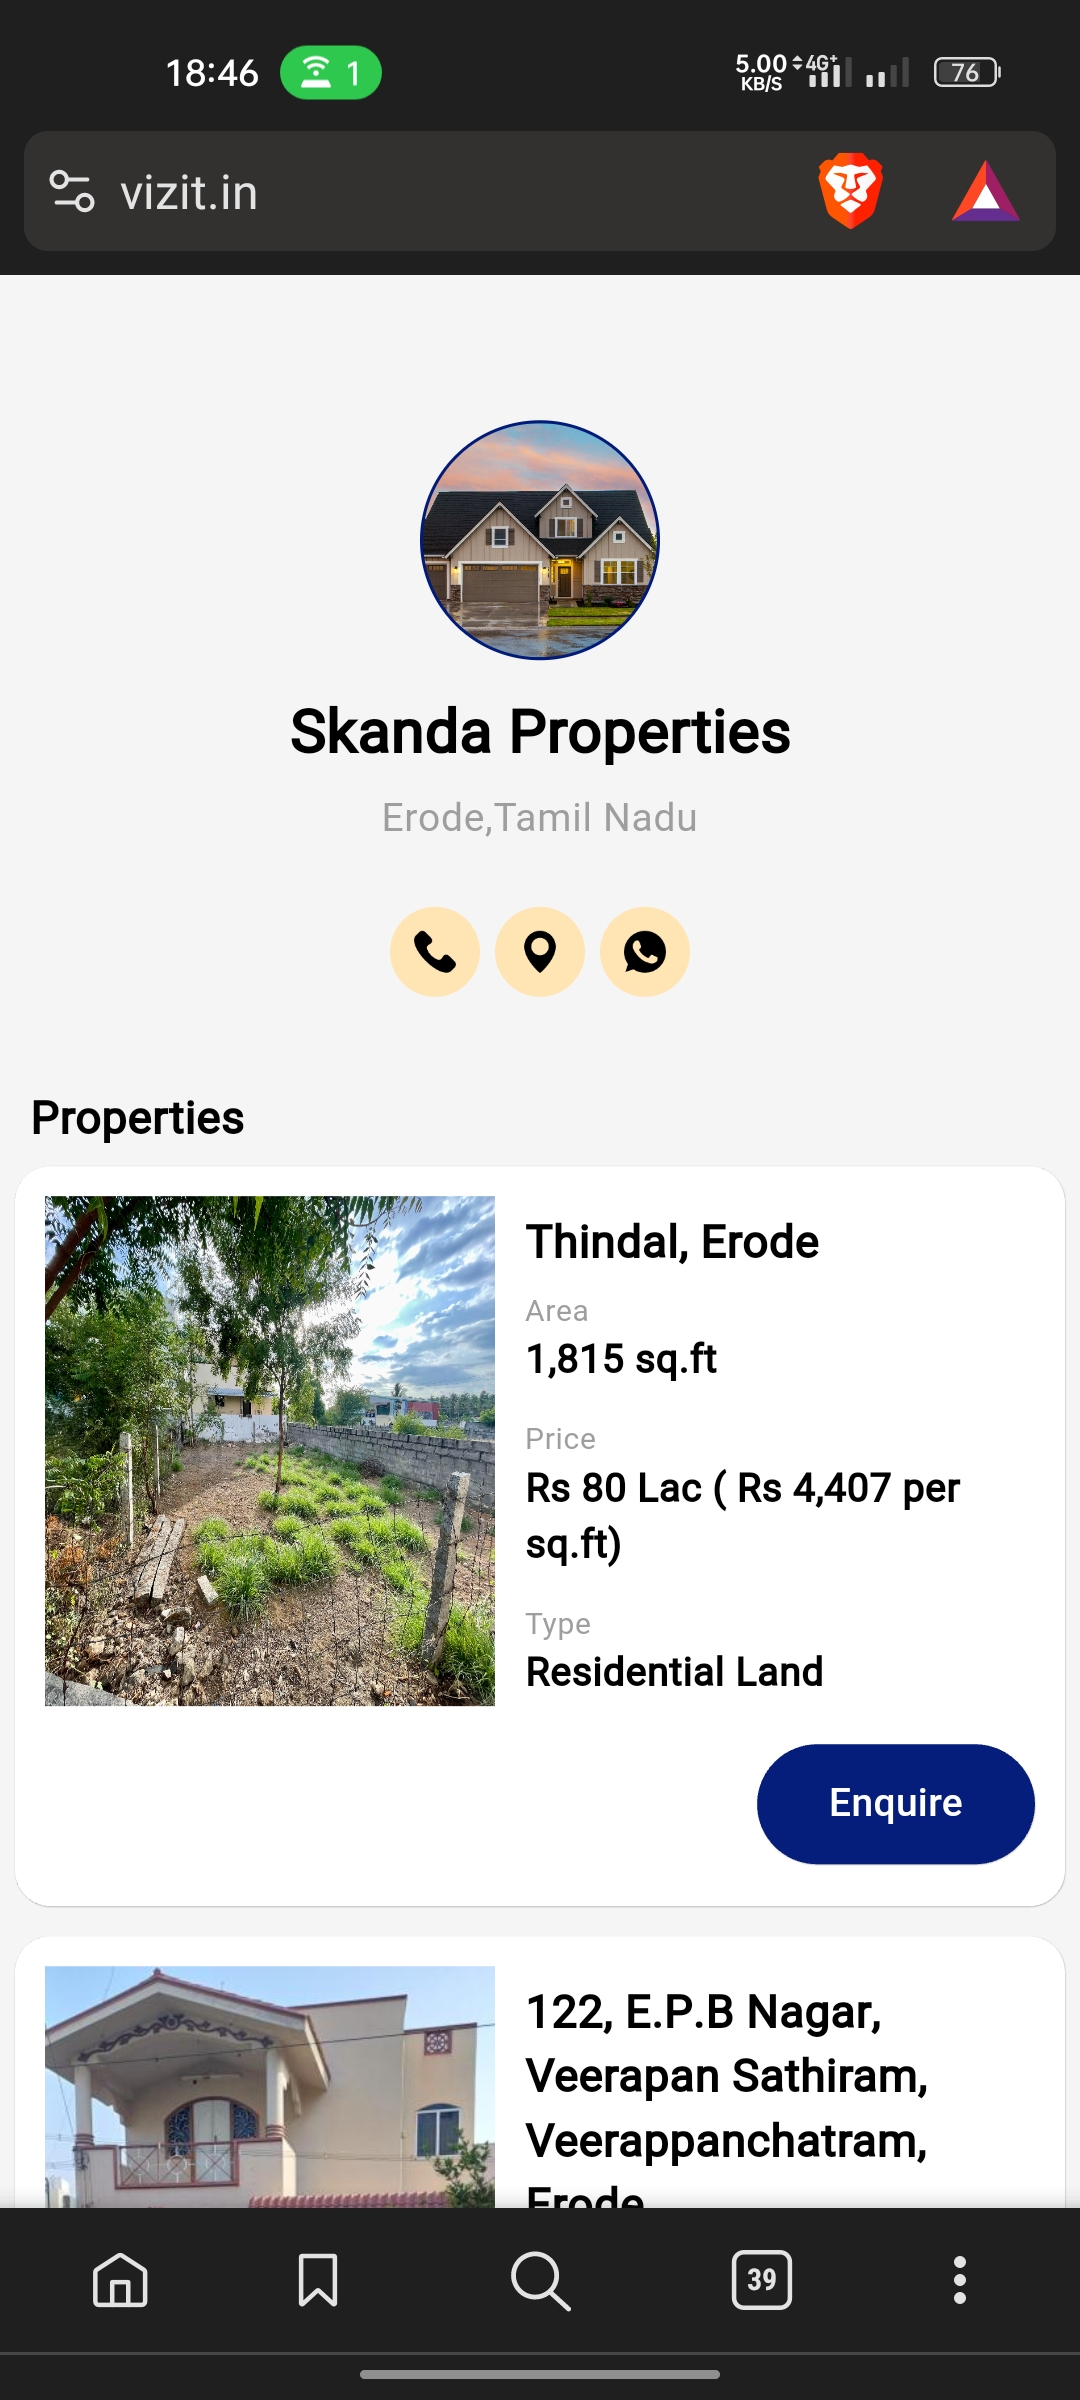 18:46
1
5.00
KB/S
4G+
76
vizit.in
Skanda Properties
Erode,Tamil Nadu
Properties
Thindal, Erode
Area
1,815 sq.ft
Price
Rs 80 Lac ( Rs 4,407 per
sq.ft)
Type
Residential Land
Enquire
122, E.P.B Nagar,
Veerapan Sathiram,
Veerappanchatram,
Erode
39